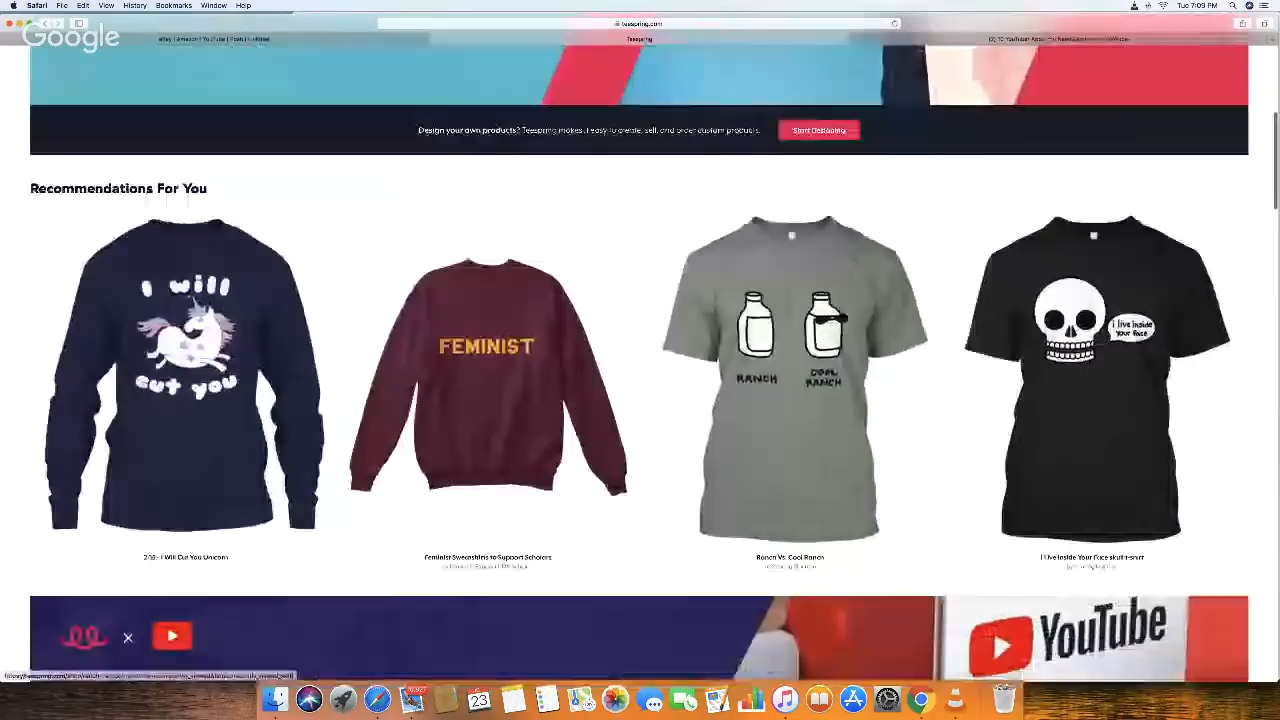 Safari File Edit View History Bookmarks Window Help
Tue 7:09 PM
teespring.com
Google
Teespring
Design your own products? Teespring makes it easy to create, sell, and order custom products.
Start Designing
Recommendations For You
I will
cut you
FEMINIST
RANCH
COOL
RANCH
i live inside
your face
I Will Cut You Unicorn
Feminist Sweatshirts to Support Scholars
Ranch Vs. Cool Ranch
I live Inside Your Face skull t-shirt
YouTube
10,927
23